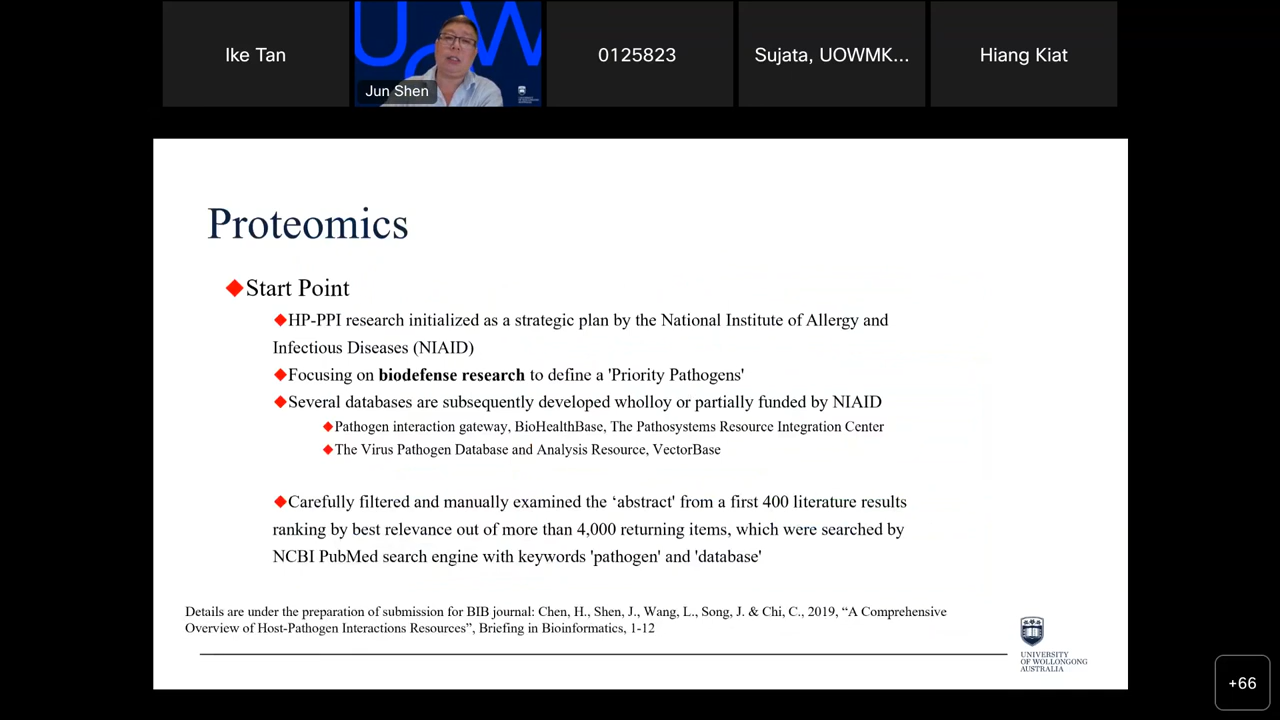 Ike Tan
Jun Shen
0125823
Sujata, UOWMK...
Hiang Kiat
Proteomics
Start Point
HP-PPI research initialized as a strategic plan by the National Institute of Allergy and
Infectious Diseases (NIAID)
Focusing on biodefense research to define a 'Priority Pathogens'
Several databases are subsequently developed wholloy or partially funded by NIAID
Pathogen interaction gateway, BioHealthBase, The Pathosystems Resource Integration Center
The Virus Pathogen Database and Analysis Resource, VectorBase
Carefully filtered and manually examined the ‘abstract' from a first 400 literature results
ranking by best relevance out of more than 4,000 returning items, which were searched by
NCBI PubMed search engine with keywords 'pathogen' and 'database'
Details are under the preparation of submission for BIB journal: Chen, H., Shen, J., Wang, L., Song, J. & Chi, C., 2019, “A Comprehensive
Overview of Host-Pathogen Interactions Resources”, Briefing in Bioinformatics, 1-12
UNIVERSITY
OF WOLLONGONG
AUSTRALIA
+66